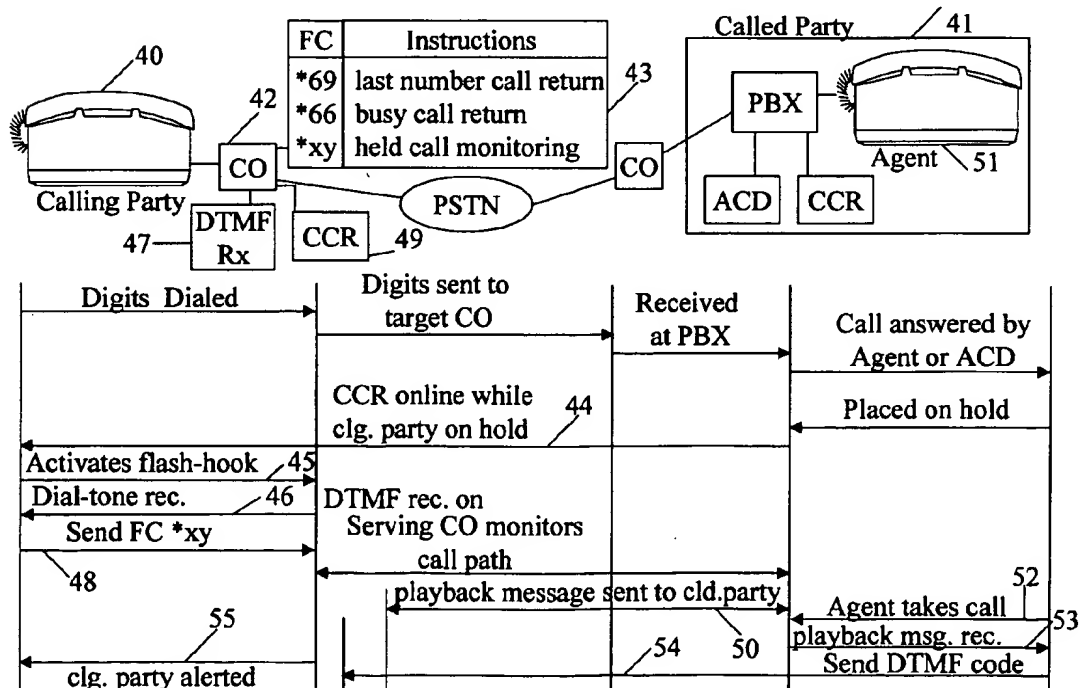 40
42
FC Instructions
*69 last number call return
*66 busy call return
*xy held call monitoring
43
Called Party
41
PBX
Agent
51
ACD
CCR
CO
CO
PSTN
Calling Party
47
DTMF
Rx
CCR
49
Digits Dialed
Digits sent to
target CO
Received
at PBX
Call answered by
Agent or ACD
CCR online while
clg. party on hold
44
Placed on hold
Activates flash-hook
45
Dial-tone rec.
46
DTMF rec. on
Serving CO monitors
call path
Send FC *xy
48
playback message sent to cld.party
50
52
Agent takes call
53
playback msg. rec.
54
Send DTMF code
55
clg. party alerted